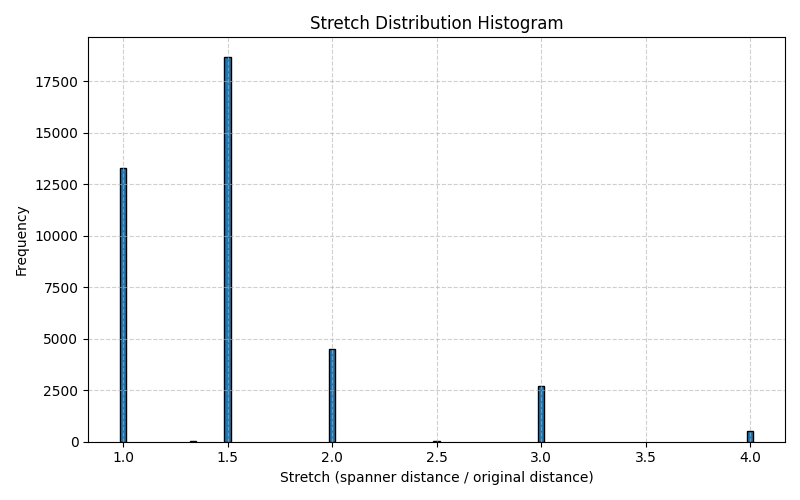 Stretch Distribution Histogram
Frequency
17500
15000
12500
10000
7500
5000
2500
0
1.0 1.5 2.0 2.5 3.0 3.5 4.0
Stretch (spanner distance / original distance)